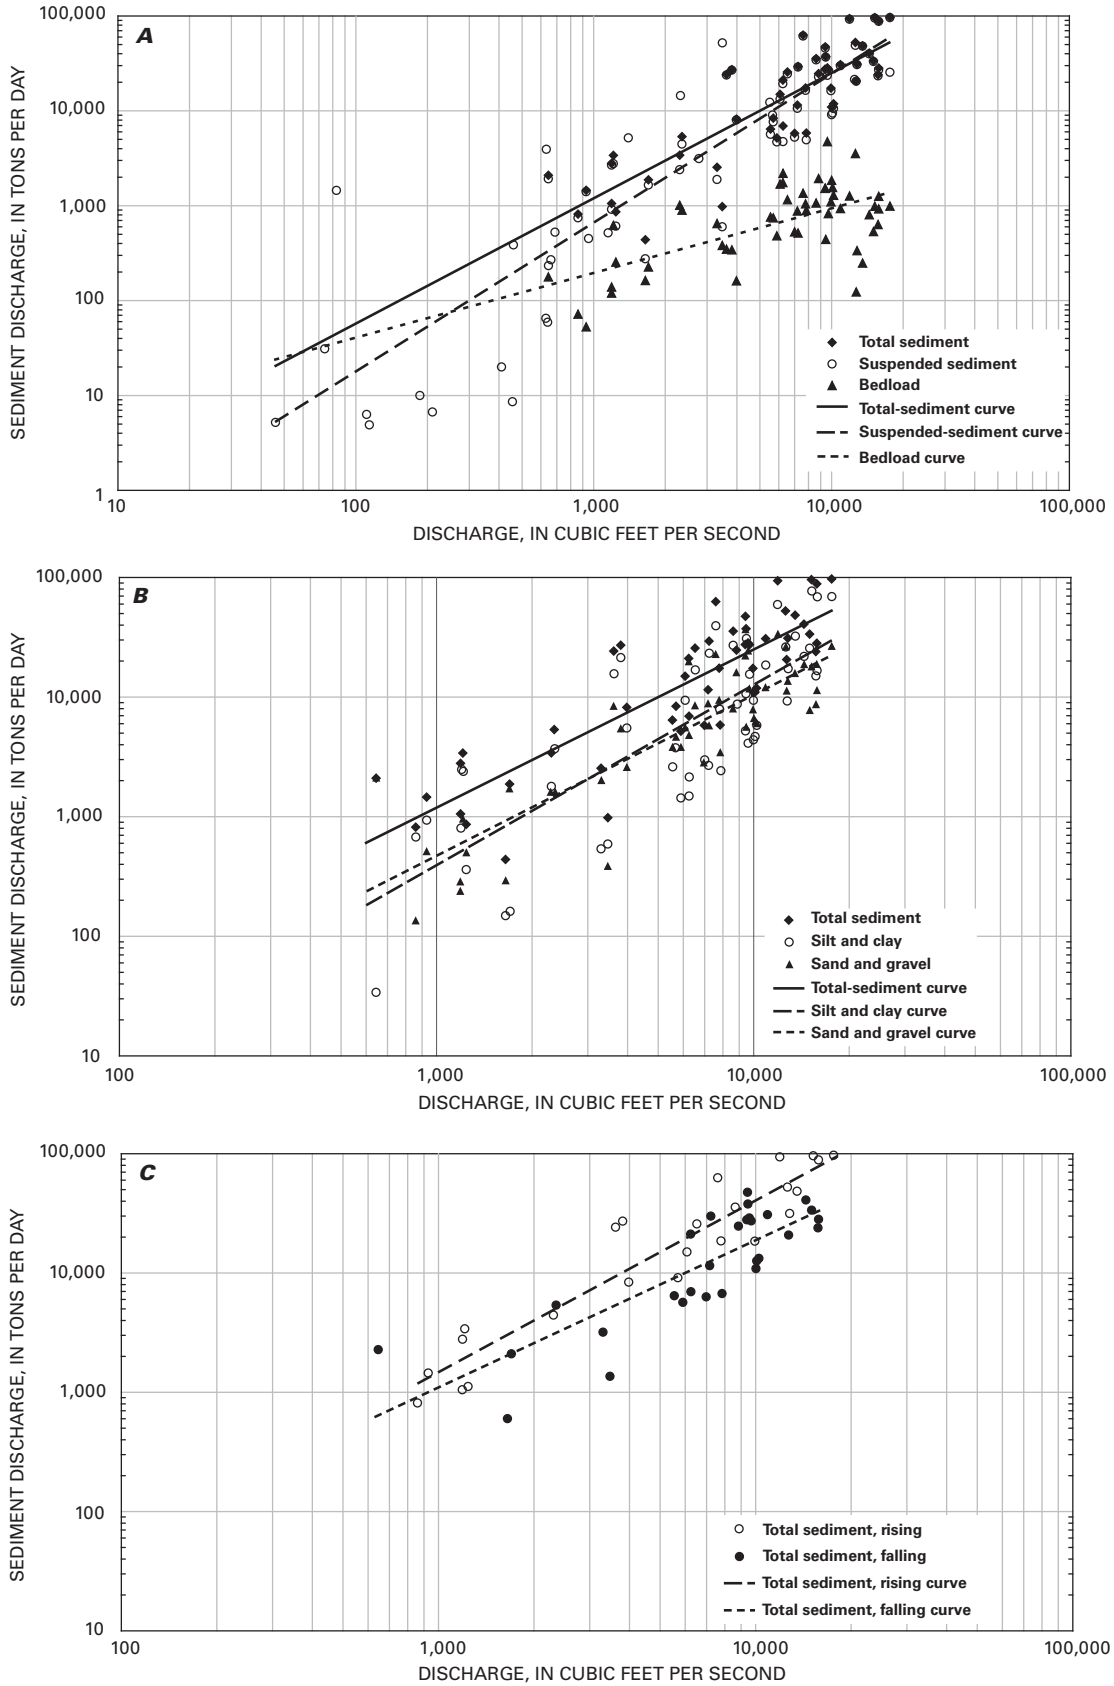 A
SEDIMENT DISCHARGE, IN TONS PER DAY
100,000
10,000
1,000
100
10
1
Total sediment
Suspended sediment
Bedload
Total-sediment curve
Suspended-sediment curve
Bedload curve
10
100
1,000
10,000
100,000
DISCHARGE, IN CUBIC FEET PER SECOND
B
SEDIMENT DISCHARGE, IN TONS PER DAY
100,000
10,000
1,000
100
10
Total sediment
Silt and clay
Sand and gravel
Total-sediment curve
Silt and clay curve
Sand and gravel curve
100
1,000
10,000
100,000
DISCHARGE, IN CUBIC FEET PER SECOND
C
SEDIMENT DISCHARGE, IN TONS PER DAY
100,000
10,000
1,000
100
10
Total sediment, rising
Total sediment, falling
Total sediment, rising curve
Total sediment, falling curve
100
1,000
10,000
100,000
DISCHARGE, IN CUBIC FEET PER SECOND